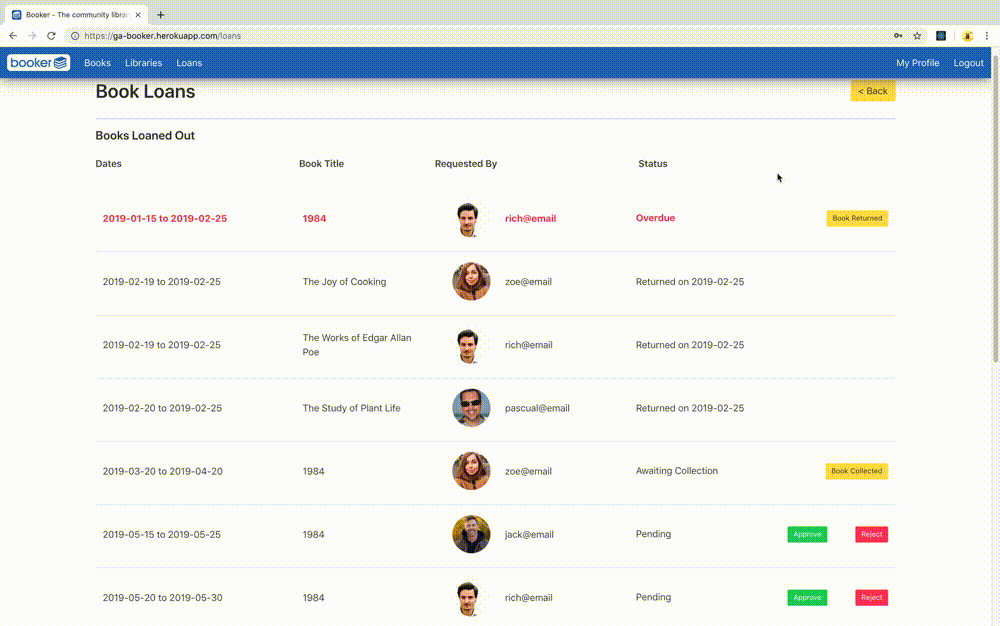 Booker - The community libra
https://ga-booker.herokuapp.com/loans
booker Books Libraries Loans My Profile Logout
Book Loans < Back
Books Loaned Out
Dates Book Title Requested By Status
2019-01-15 to 2019-02-25 1984 rich@email Overdue Book Returned
2019-02-19 to 2019-02-25 The Joy of Cooking zoe@email Returned on 2019-02-25
2019-02-19 to 2019-02-25 The Works of Edgar Allan rich@email Returned on 2019-02-25
Poe
2019-02-20 to 2019-02-25 The Study of Plant Life pascual@email Returned on 2019-02-25
2019-03-20 to 2019-04-20 1984 zoe@email Awaiting Collection Book Collected
2019-05-15 to 2019-05-25 1984 jack@email Pending Approve Reject
2019-05-20 to 2019-05-30 1984 rich@email Pending Approve Reject